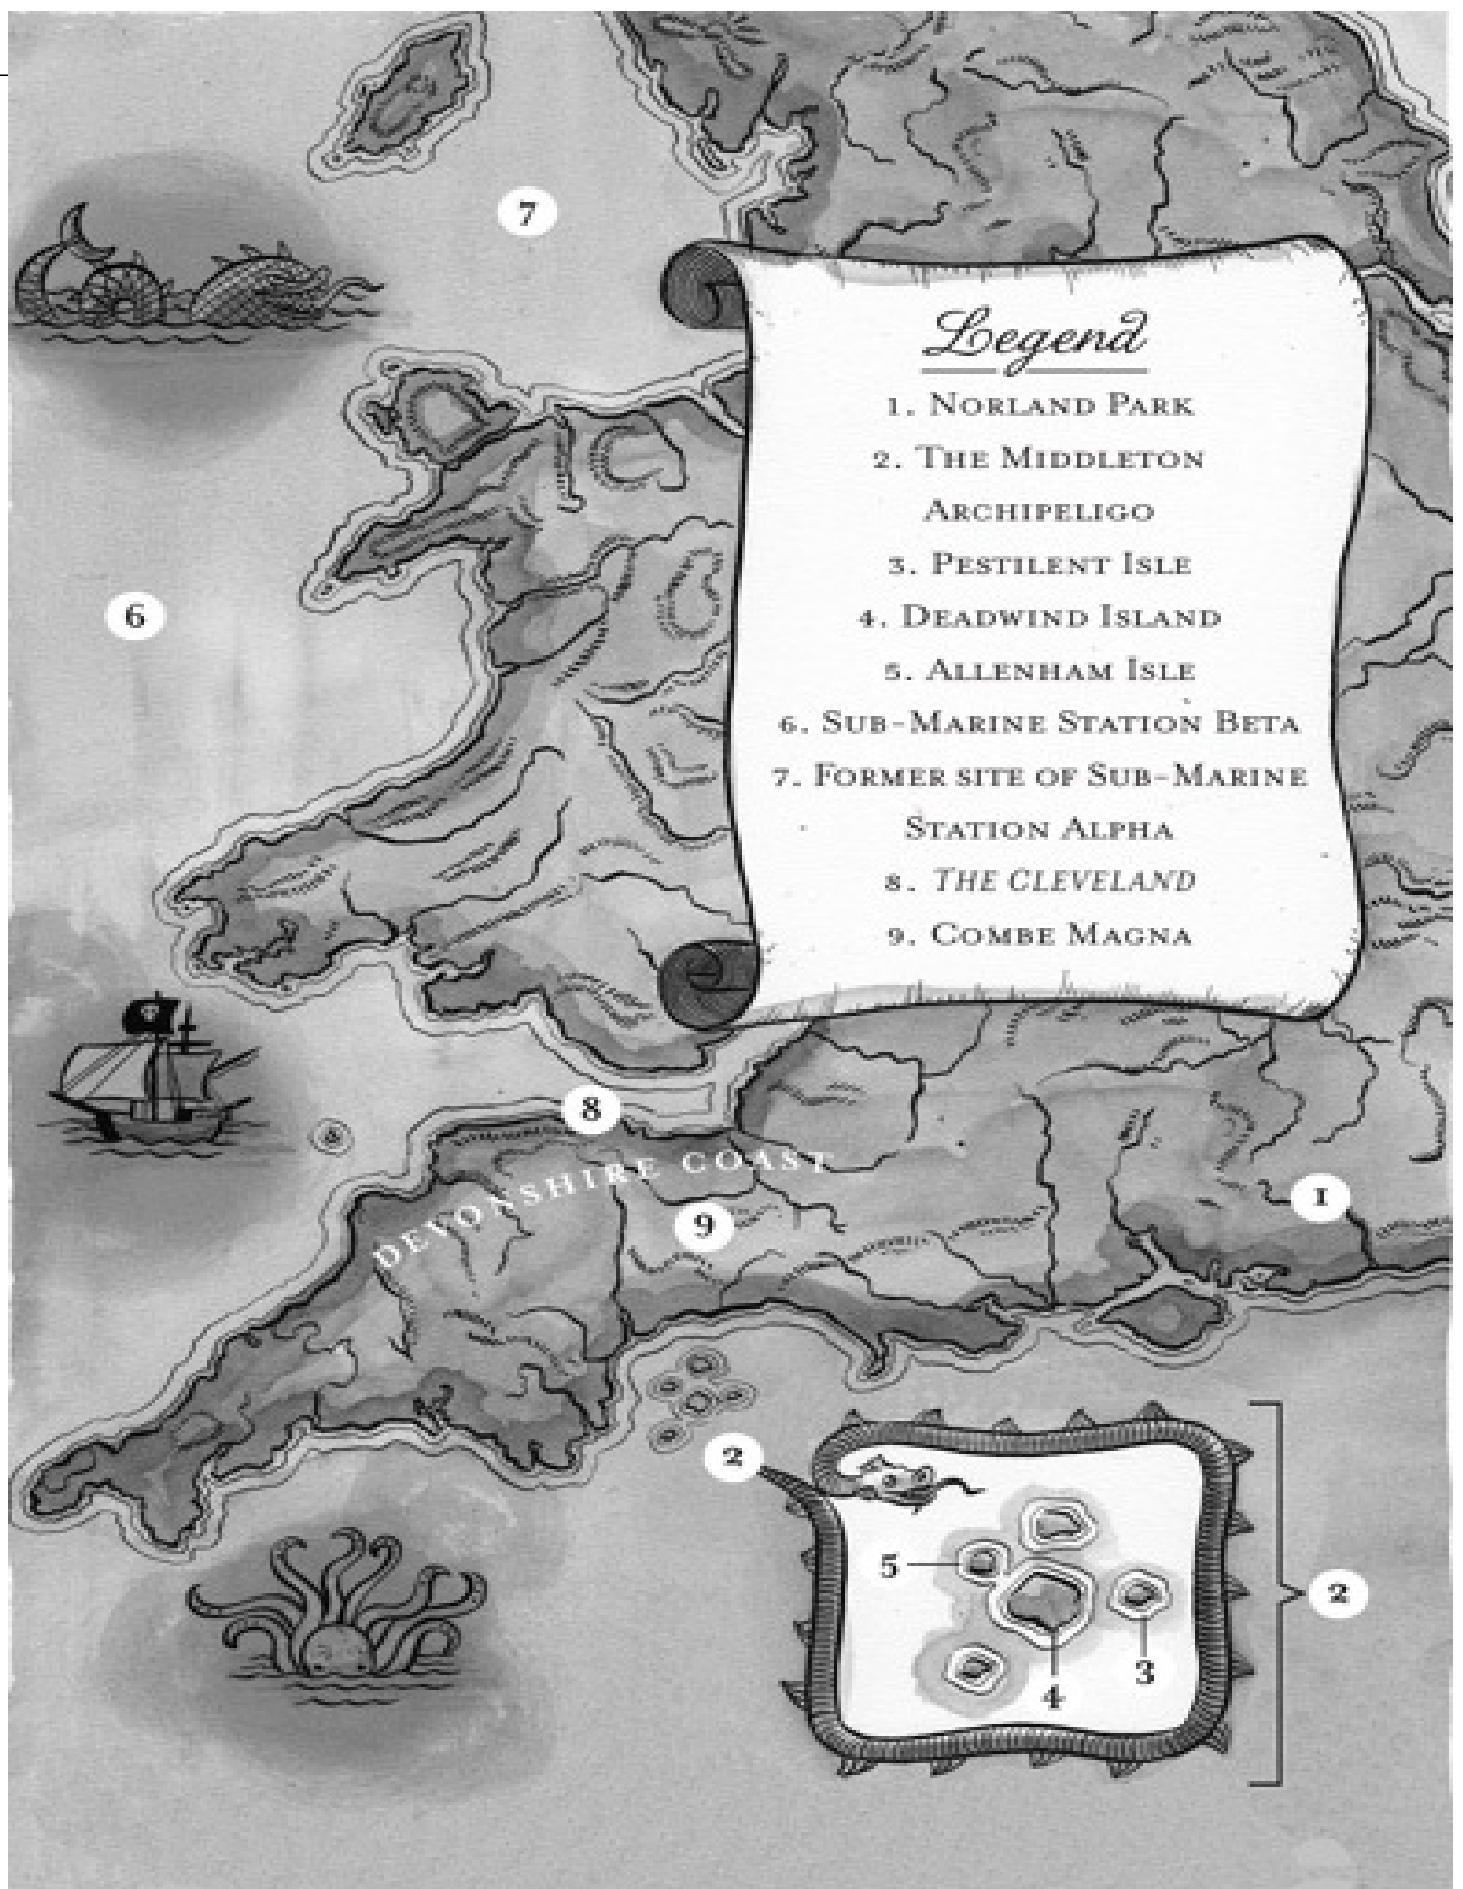 7
Legend
1. NORLAND PARK
2. THE MIDDLETON
ARCHIPELIGO
3. PESTILENT ISLE
4. DEADWIND ISLAND
5. ALLENHAM ISLE
6. SUB-MARINE STATION BETA
7. FORMER SITE OF SUB-MARINE
STATION ALPHA
8. THE CLEVELAND
9. COMBE MAGNA
6
8
DEVONSHIRE COAST
9
1
2
5
4
3
2